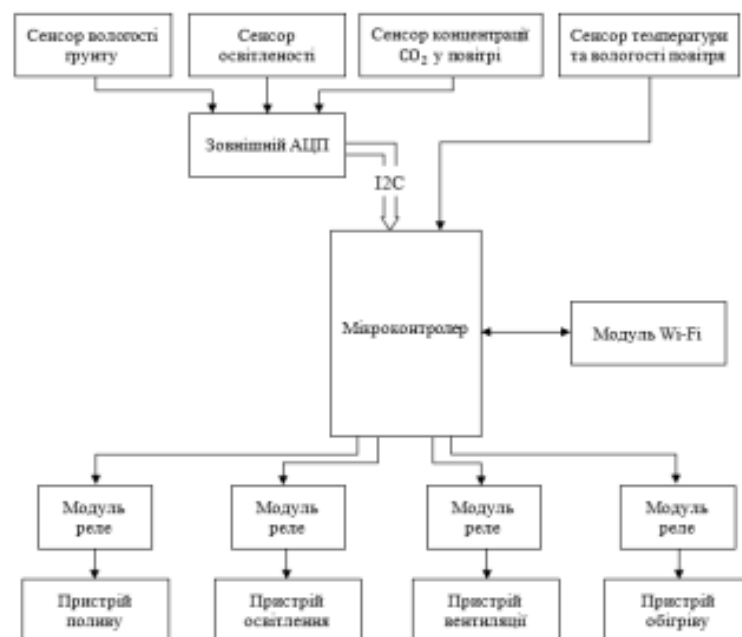 Сенсор вологості
ґрунту
Сенсор
освітленості
Сенсор концентрації
CO₂ у повітрі
Сенсор температури
та вологості повітря
Зовнішній АЦП
I2C
Мікроконтролер
Модуль Wi-Fi
Модуль
реле
Модуль
реле
Модуль
реле
Модуль
реле
Пристрій
поливу
Пристрій
освітлення
Пристрій
вентиляції
Пристрій
обігріву